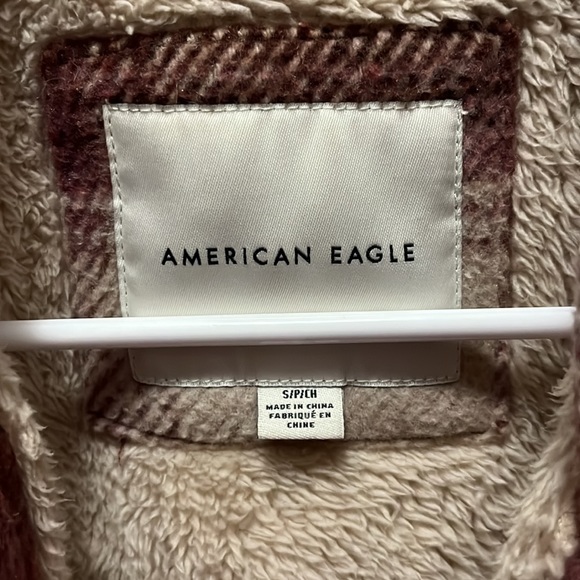 AMERICAN EAGLE
S/P/CH
MADE IN CHINA
FABRIQUÉ EN
CHINE